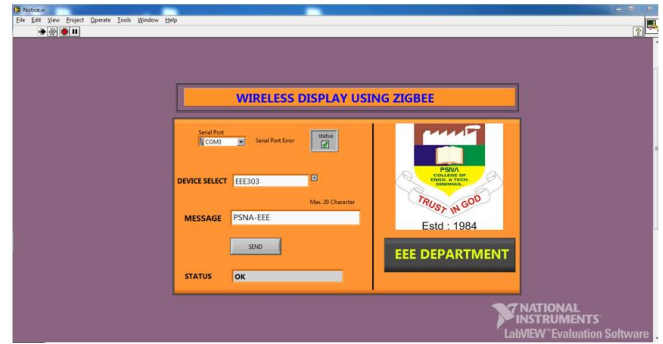 Notice.vi
File Edit View Project Operate Tools Window Help
WIRELESS DISPLAY USING ZIGBEE
Serial Port
COM3
Serial Port Error
status
DEVICE SELECT EEE303
Max. 20 Character
MESSAGE PSNA-EEE
SEND
STATUS OK
PSNA
COLLEGE OF
ENGG. & TECH.
DINDIGUL.
TRUST IN GOD
Estd : 1984
EEE DEPARTMENT
NATIONAL
INSTRUMENTS
LabVIEW™ Evaluation Software